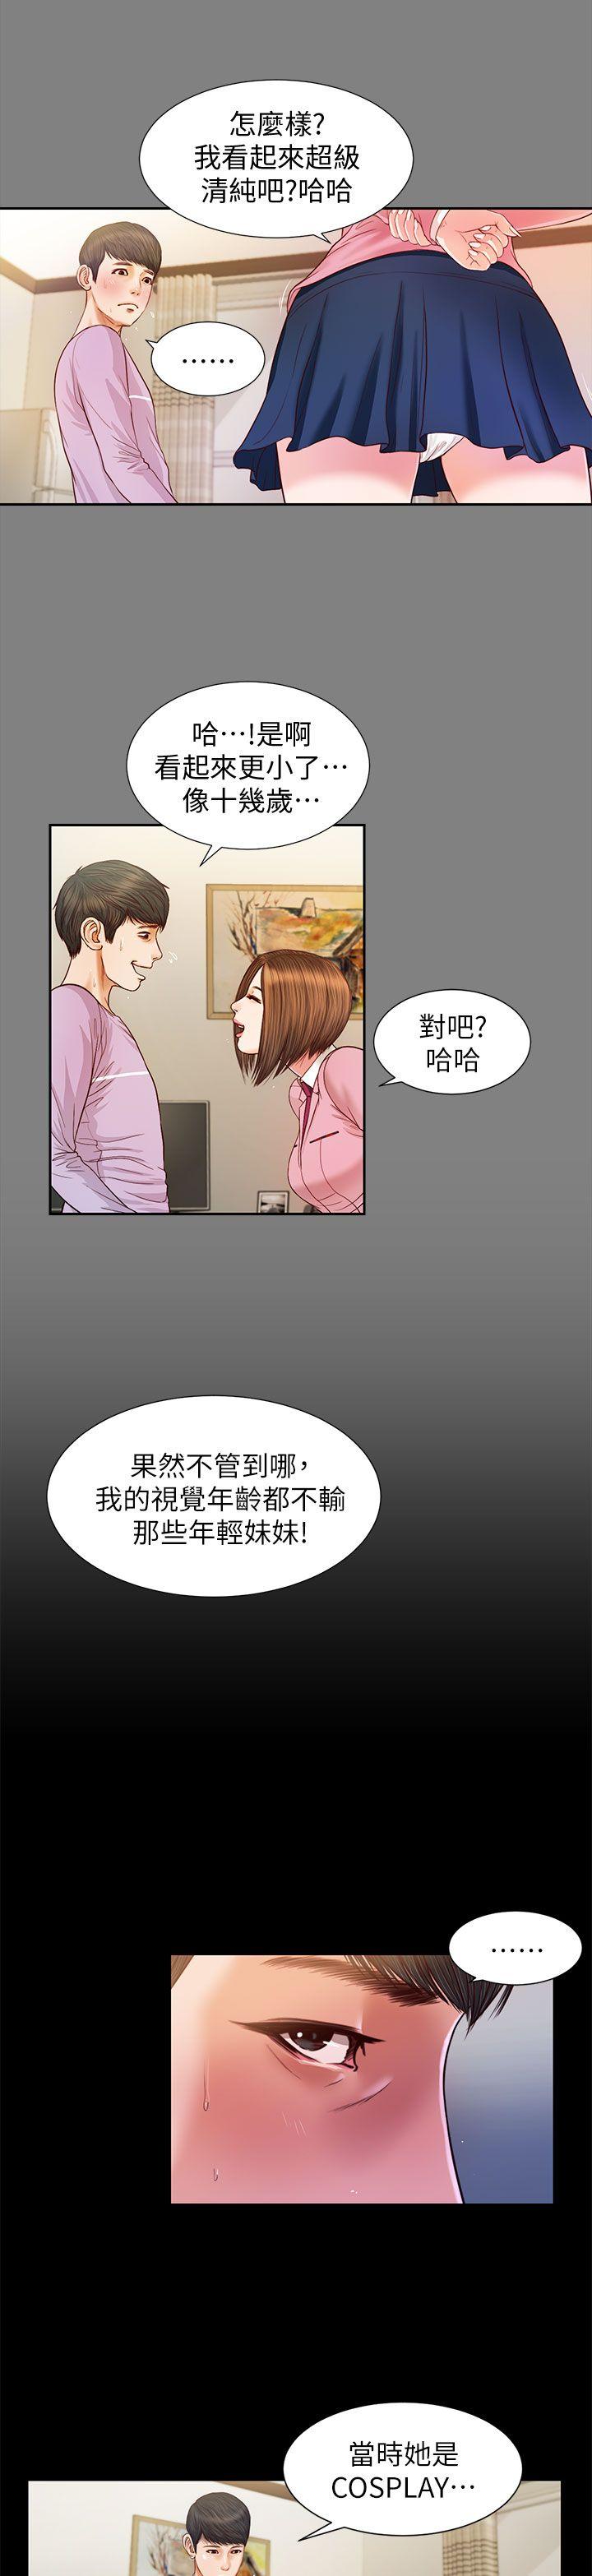 怎麼樣?
我看起來超級
清純吧?哈哈
……
哈…!是啊
看起來更小了…
像十幾歲…
對吧?
哈哈
果然不管到哪,
我的視覺年齡都不輸
那些年輕妹妹!
……
當時她是
COSPLAY…